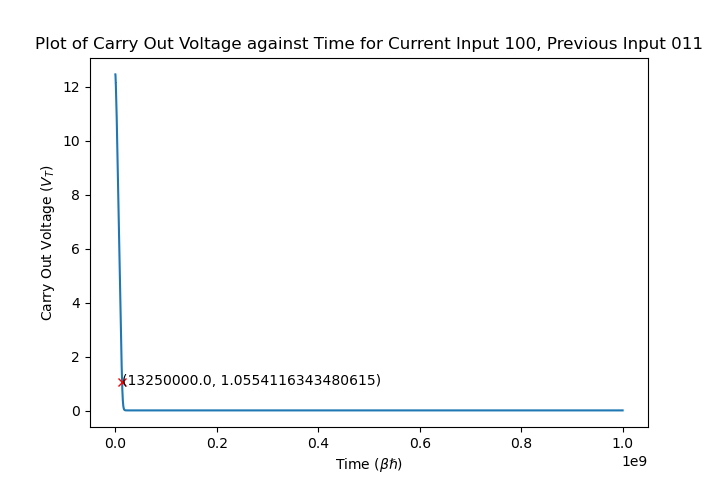 Plot of Carry Out Voltage against Time for Current Input 100, Previous Input 011
12
10
8
6
4
2
0
Carry Out Voltage (V_T)
(13250000.0, 1.0554116343480615)
0.0 0.2 0.4 0.6 0.8 1.0
1e9
Time (βℏ)